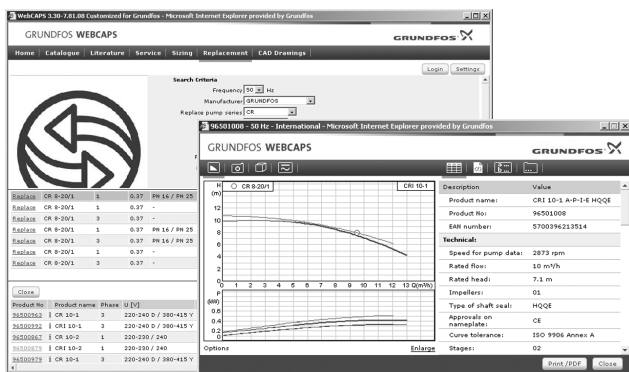 WebCAPS 3.30-7.81.08 Customized for Grundfos - Microsoft Internet Explorer provided by Grundfos
GRUNDFOS WEBCAPS
GRUNDFOS
Home Catalogue Literature Service Sizing Replacement CAD Drawings
Login Settings
Search Criteria
Frequency 50 Hz
Manufacturer GRUNDFOS
Replace pump series CR
Replace CR 8-20/1 1 0.37 PN 16 / PN 25
Replace CR 8-20/1 3 0.37 -
Replace CR 8-20/1 3 0.37 -
Replace CR 8-20/1 1 0.37 PN 16 / PN 25
Replace CR 8-20/1 3 0.37 PN 16 / PN 25
Replace CR 8-20/1 1 0.37 -
Replace CR 8-20/1 3 0.37 -
Close
Product No Product name Phase U [V]
96500963 CR 10-1 3 220-240 D / 380-415 Y
96500992 CRI 10-1 3 220-240 D / 380-415 Y
96500867 CR 10-2 1 220-230 / 240
96500879 CRI 10-2 1 220-230 / 240
96500979 CR 10-1 3 220-240 D / 380-415 Y
96501008 - 50 Hz - International - Microsoft Internet Explorer provided by Grundfos
GRUNDFOS WEBCAPS
GRUNDFOS
H
(m)
CR 8-20/1
CRI 10-1
12
10
8
6
4
2
0
0 1 2 3 4 5 6 7 8 9 10 11 12 13 Q(m³/h)
P
(kW)
0.6
0.4
0.2
0.0
Options
Enlarge
Description Value
Product name: CRI 10-1 A-P-I-E HQQE
Product No: 96501008
EAN number: 5700396213514
Technical:
Speed for pump data: 2873 rpm
Rated flow: 10 m³/h
Rated head: 7.1 m
Impellers: 01
Type of shaft seal: HQQE
Approvals on nameplate: CE
Curve tolerance: ISO 9906 Annex A
Stages: 02
Print /PDF Close